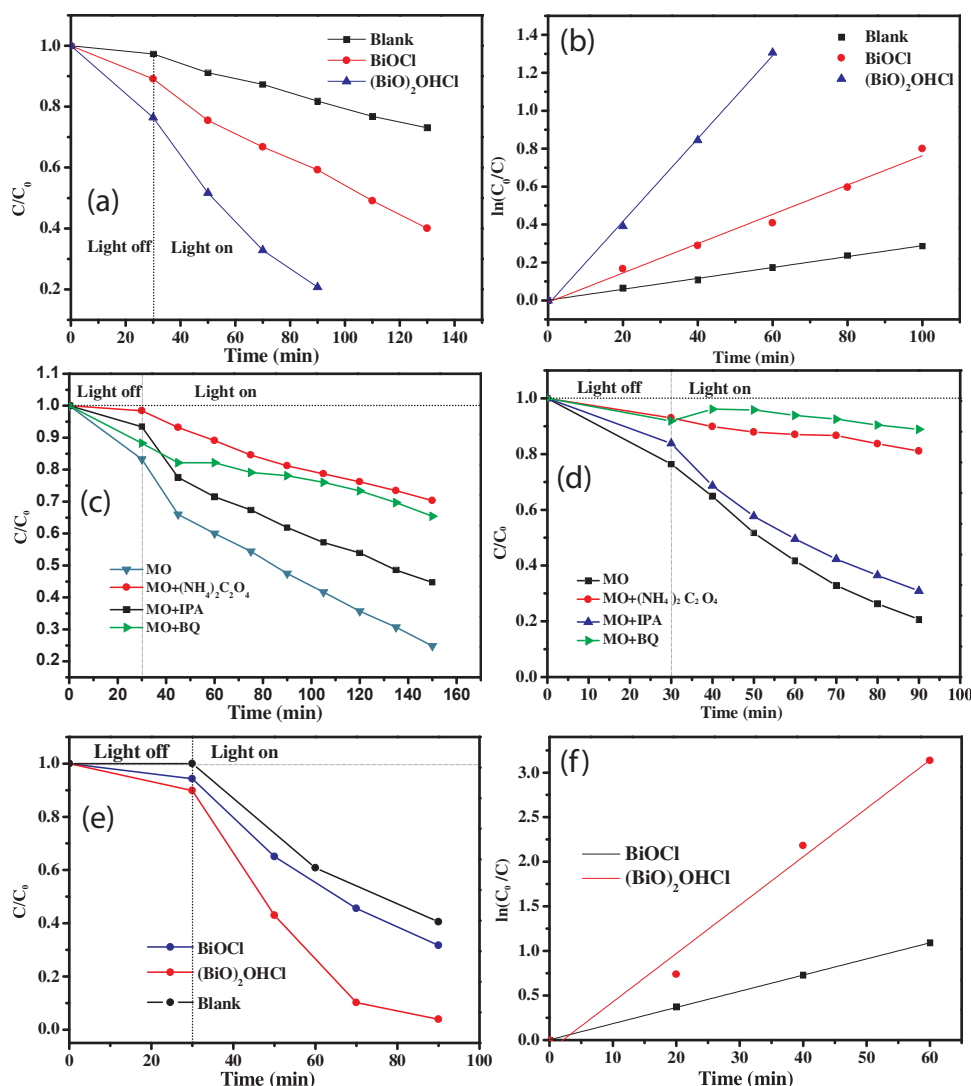 (a)
Blank
BiOCl
(BiO)₂OHCl
Light off
Light on
C/C₀
1.0
0.8
0.6
0.4
0.2
0 20 40 60 80 100 120 140
Time (min)
(b)
Blank
BiOCl
(BiO)₂OHCl
ln(C₀/C)
1.4
1.2
1.0
0.8
0.6
0.4
0.2
0.0
0 20 40 60 80 100
Time (min)
(c)
Light off
Light on
MO
MO+(NH₄)₂C₂O₄
MO+IPA
MO+BQ
C/C₀
1.1
1.0
0.9
0.8
0.7
0.6
0.5
0.4
0.3
0.2
0 20 40 60 80 100 120 140 160
Time (min)
(d)
Light off
Light on
MO
MO+(NH₄)₂ C₂ O₄
MO+IPA
MO+BQ
C/C₀
1.0
0.8
0.6
0.4
0.2
0.0
0 10 20 30 40 50 60 70 80 90 100
Time (min)
(e)
Light off
Light on
BiOCl
(BiO)₂OHCl
Blank
C/C₀
1.0
0.8
0.6
0.4
0.2
0.0
0 20 40 60 80 100
Time (min)
(f)
BiOCl
(BiO)₂OHCl
ln(C₀/C)
3.0
2.5
2.0
1.5
1.0
0.5
0.0
0 10 20 30 40 50 60
Time (min)